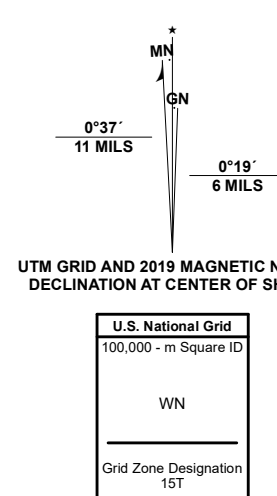 ★
MN
GN
0°37´
11 MILS
0°19´
6 MILS
UTM GRID AND 2019 MAGNETIC N
DECLINATION AT CENTER OF SH
U.S. National Grid
100,000 - m Square ID
WN
Grid Zone Designation
15T